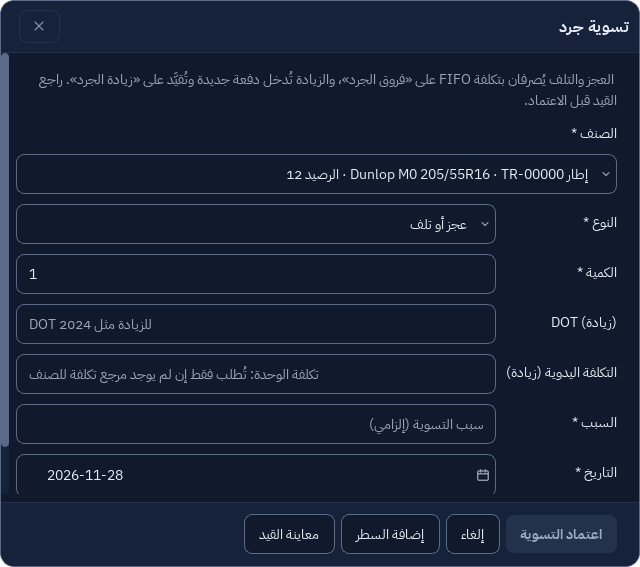 تسوية جرد
العجز والتلف يُصرفان بتكلفة FIFO على «فروق الجرد»، والزيادة تُدخل دفعة جديدة وتُقيَّد على «زيادة الجرد». راجع
القيد قبل الاعتماد.
الصنف *
إطار Dunlop M0 205/55R16 · TR-00000 · الرصيد 12
النوع *
عجز أو تلف
الكمية *
1
DOT (زيادة)
للزيادة مثل DOT 2024
التكلفة اليدوية (زيادة)
تكلفة الوحدة: تُطلب فقط إن لم يوجد مرجع تكلفة للصنف
السبب *
سبب التسوية (إلزامي)
التاريخ *
2026-11-28
اعتماد التسوية
إلغاء
إضافة السطر
معاينة القيد